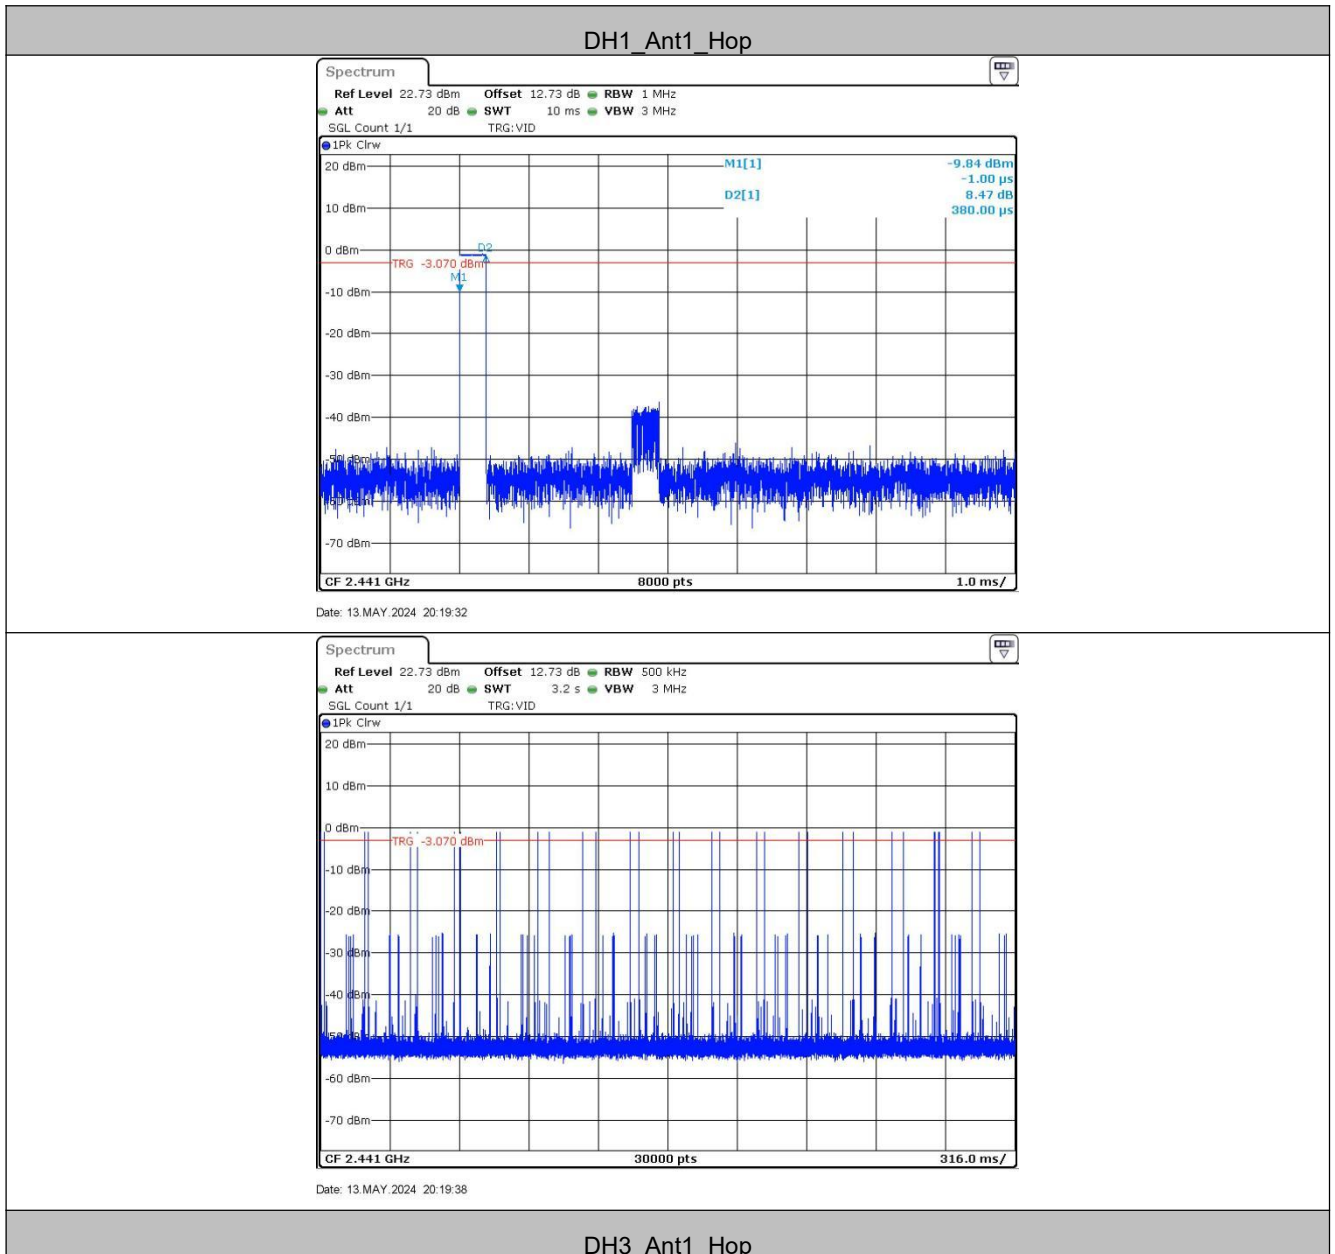 DH1_Ant1_Hop
Spectrum
Ref Level 22.73 dBm Offset 12.73 dB RBW 1 MHz
Att 20 dB SWT 10 ms VBW 3 MHz
SGL Count 1/1 TRG:VID
1Pk Clrw
M1[1] -9.84 dBm
-1.00 µs
D2[1] 8.47 dB
380.00 µs
20 dBm
10 dBm
0 dBm
D2
TRG -3.070 dBm
M1
-10 dBm
-20 dBm
-30 dBm
-40 dBm
-50 dBm
-60 dBm
-70 dBm
CF 2.441 GHz 8000 pts 1.0 ms/
Date: 13.MAY.2024 20:19:32
Spectrum
Ref Level 22.73 dBm Offset 12.73 dB RBW 500 kHz
Att 20 dB SWT 3.2 s VBW 3 MHz
SGL Count 1/1 TRG:VID
1Pk Clrw
20 dBm
10 dBm
0 dBm
TRG -3.070 dBm
-10 dBm
-20 dBm
-30 dBm
-40 dBm
-50 dBm
-60 dBm
-70 dBm
CF 2.441 GHz 30000 pts 316.0 ms/
Date: 13.MAY.2024 20:19:38
DH3_Ant1_Hop